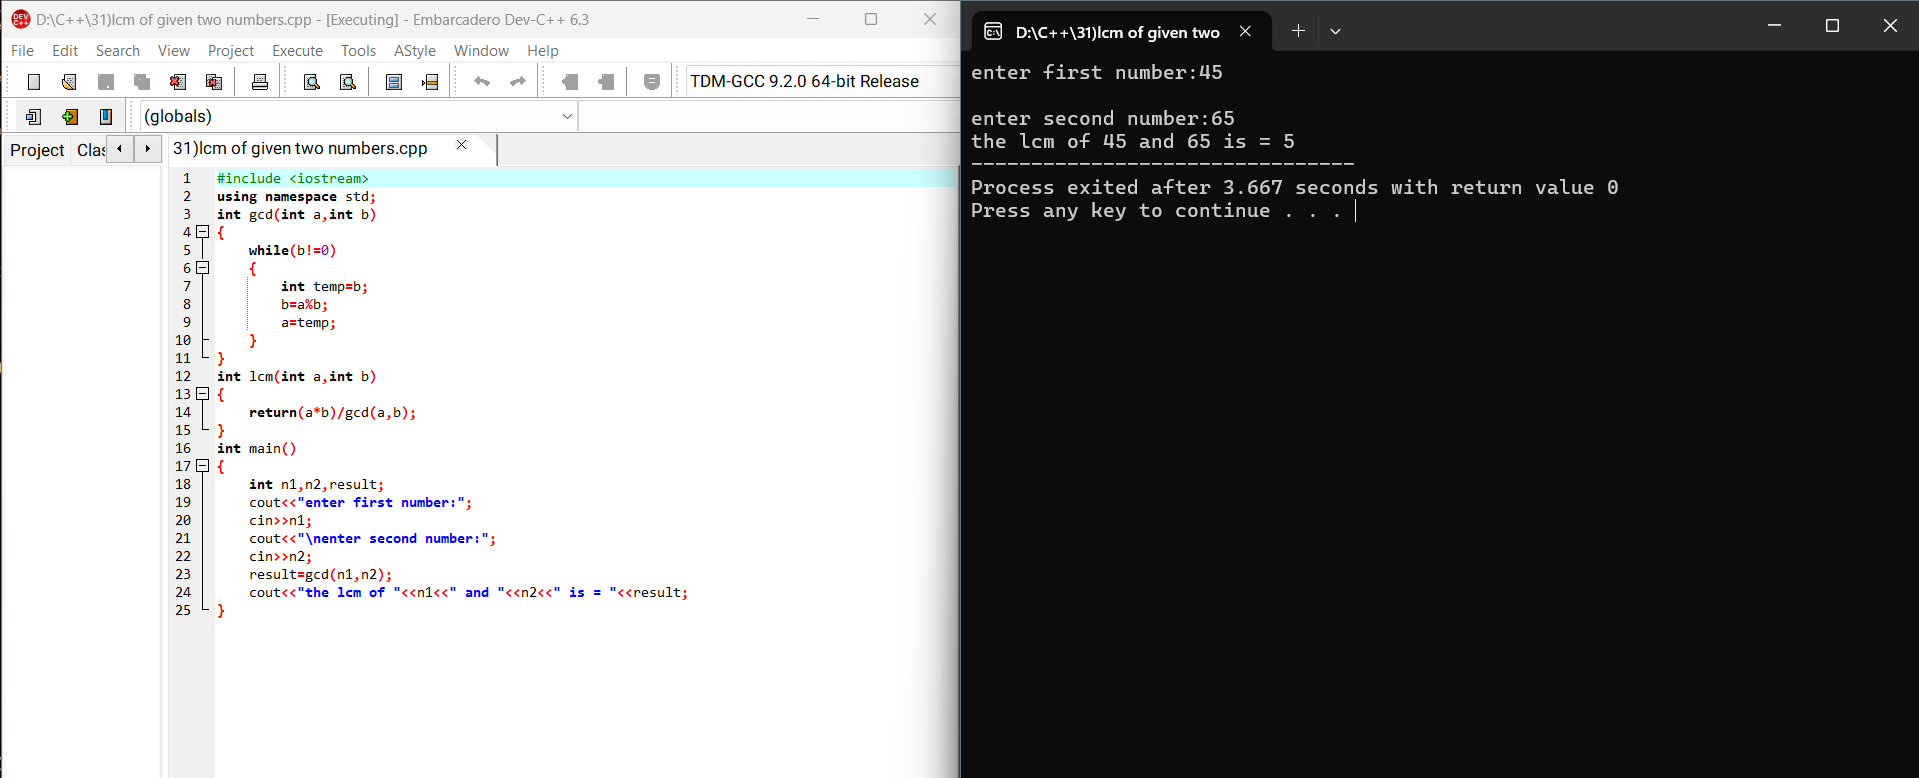 D:\C++\31)lcm of given two numbers.cpp - [Executing] - Embarcadero Dev-C++ 6.3
File Edit Search View Project Execute Tools AStyle Window Help
TDM-GCC 9.2.0 64-bit Release
(globals)
Project Clas
31)lcm of given two numbers.cpp
1 #include <iostream>
2 using namespace std;
3 int gcd(int a,int b)
4 {
5 while(b!=0)
6 {
7 int temp=b;
8 b=a%b;
9 a=temp;
10 }
11 }
12 int lcm(int a,int b)
13 {
14 return(a*b)/gcd(a,b);
15 }
16 int main()
17 {
18 int n1,n2,result;
19 cout<<"enter first number:";
20 cin>>n1;
21 cout<<"\nenter second number:";
22 cin>>n2;
23 result=gcd(n1,n2);
24 cout<<"the lcm of "<<n1<<" and "<<n2<<" is = "<<result;
25 }
D:\C++\31)lcm of given two
enter first number:45
enter second number:65
the lcm of 45 and 65 is = 5
--------------------------------
Process exited after 3.667 seconds with return value 0
Press any key to continue . . .